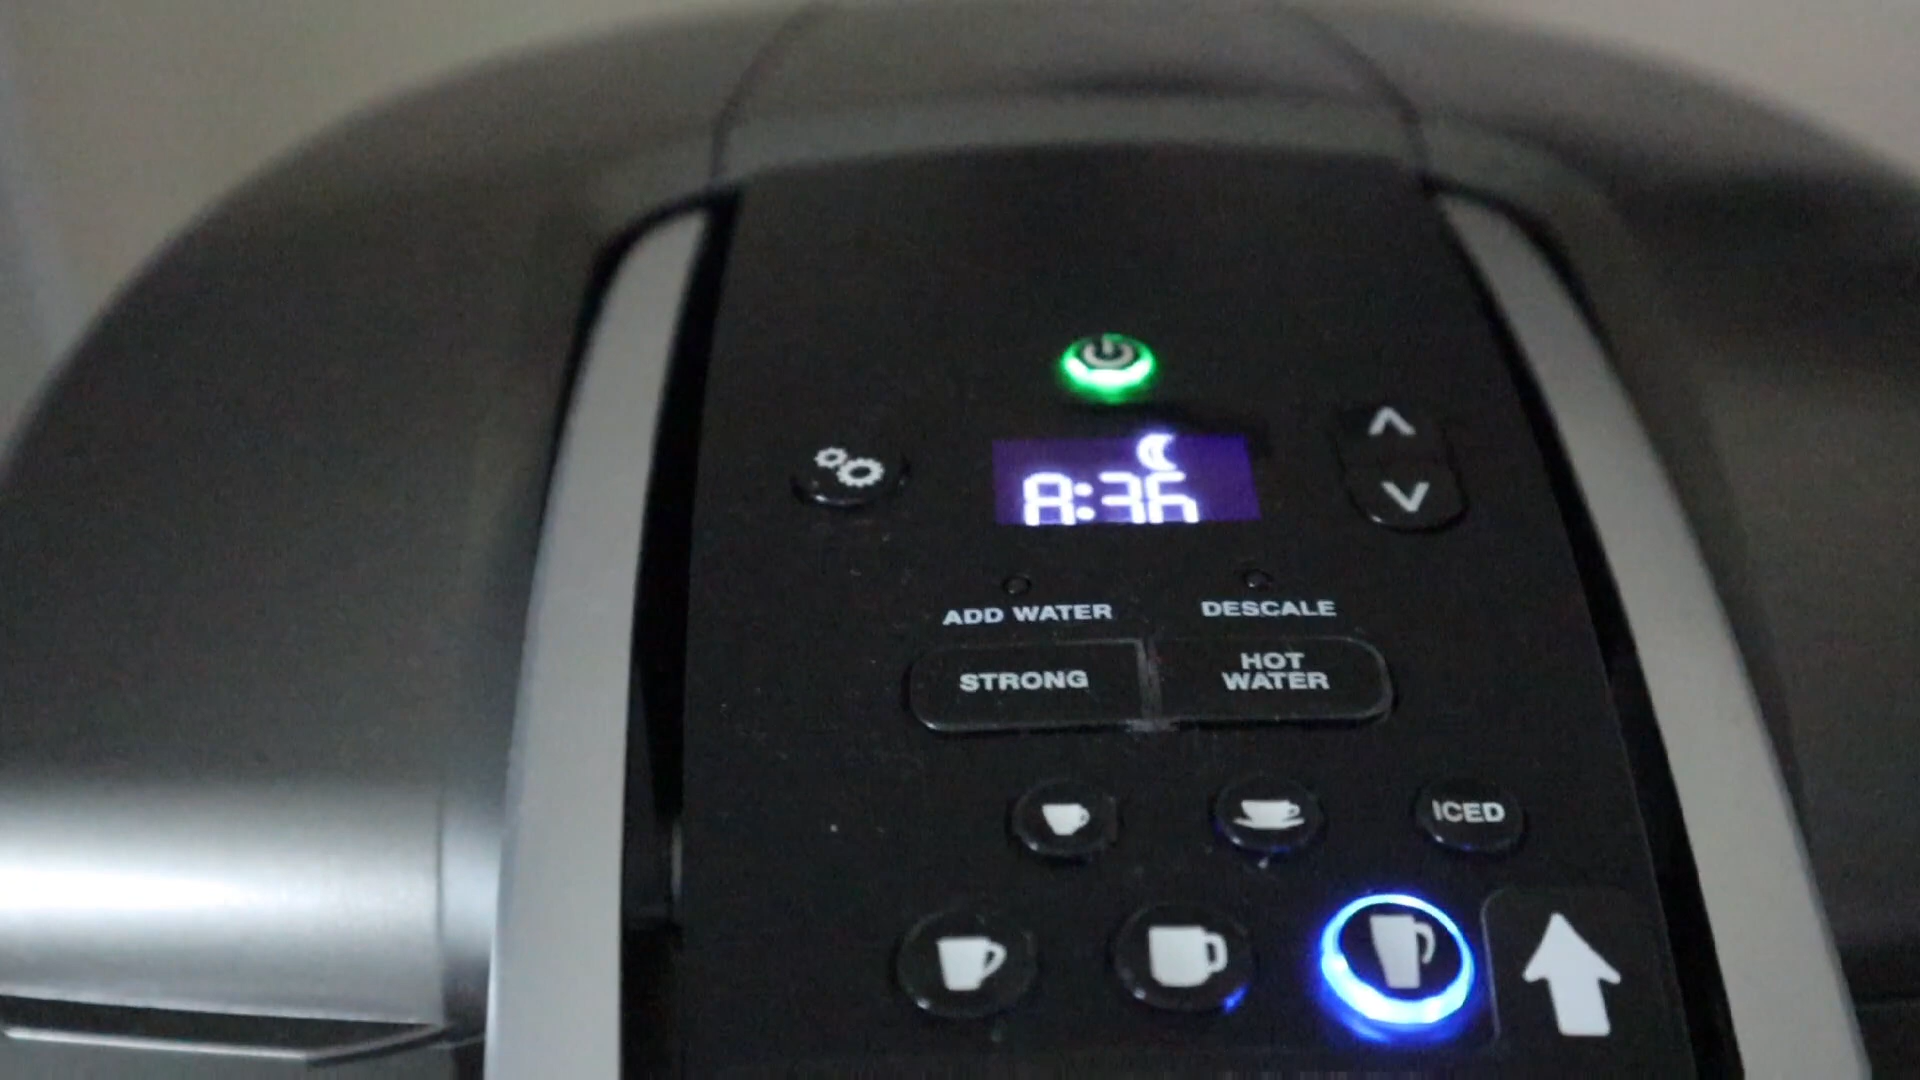 8:36
ADD WATER
DESCALE
STRONG
HOT
WATER
ICED